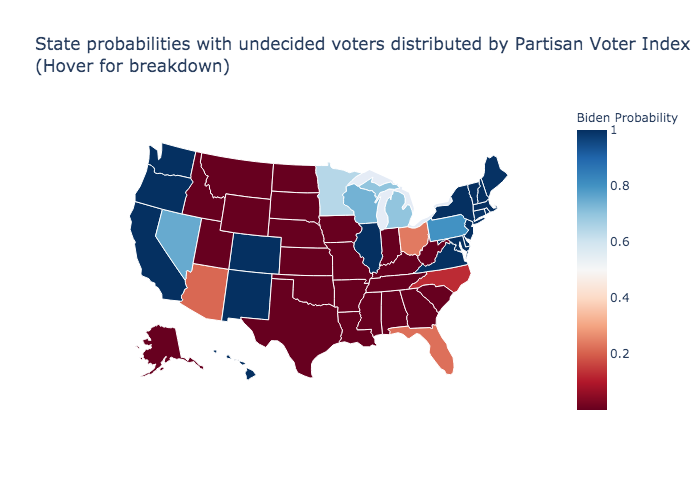 State probabilities with undecided voters distributed by Partisan Voter Index
(Hover for breakdown)
Biden Probability
1
0.8
0.6
0.4
0.2